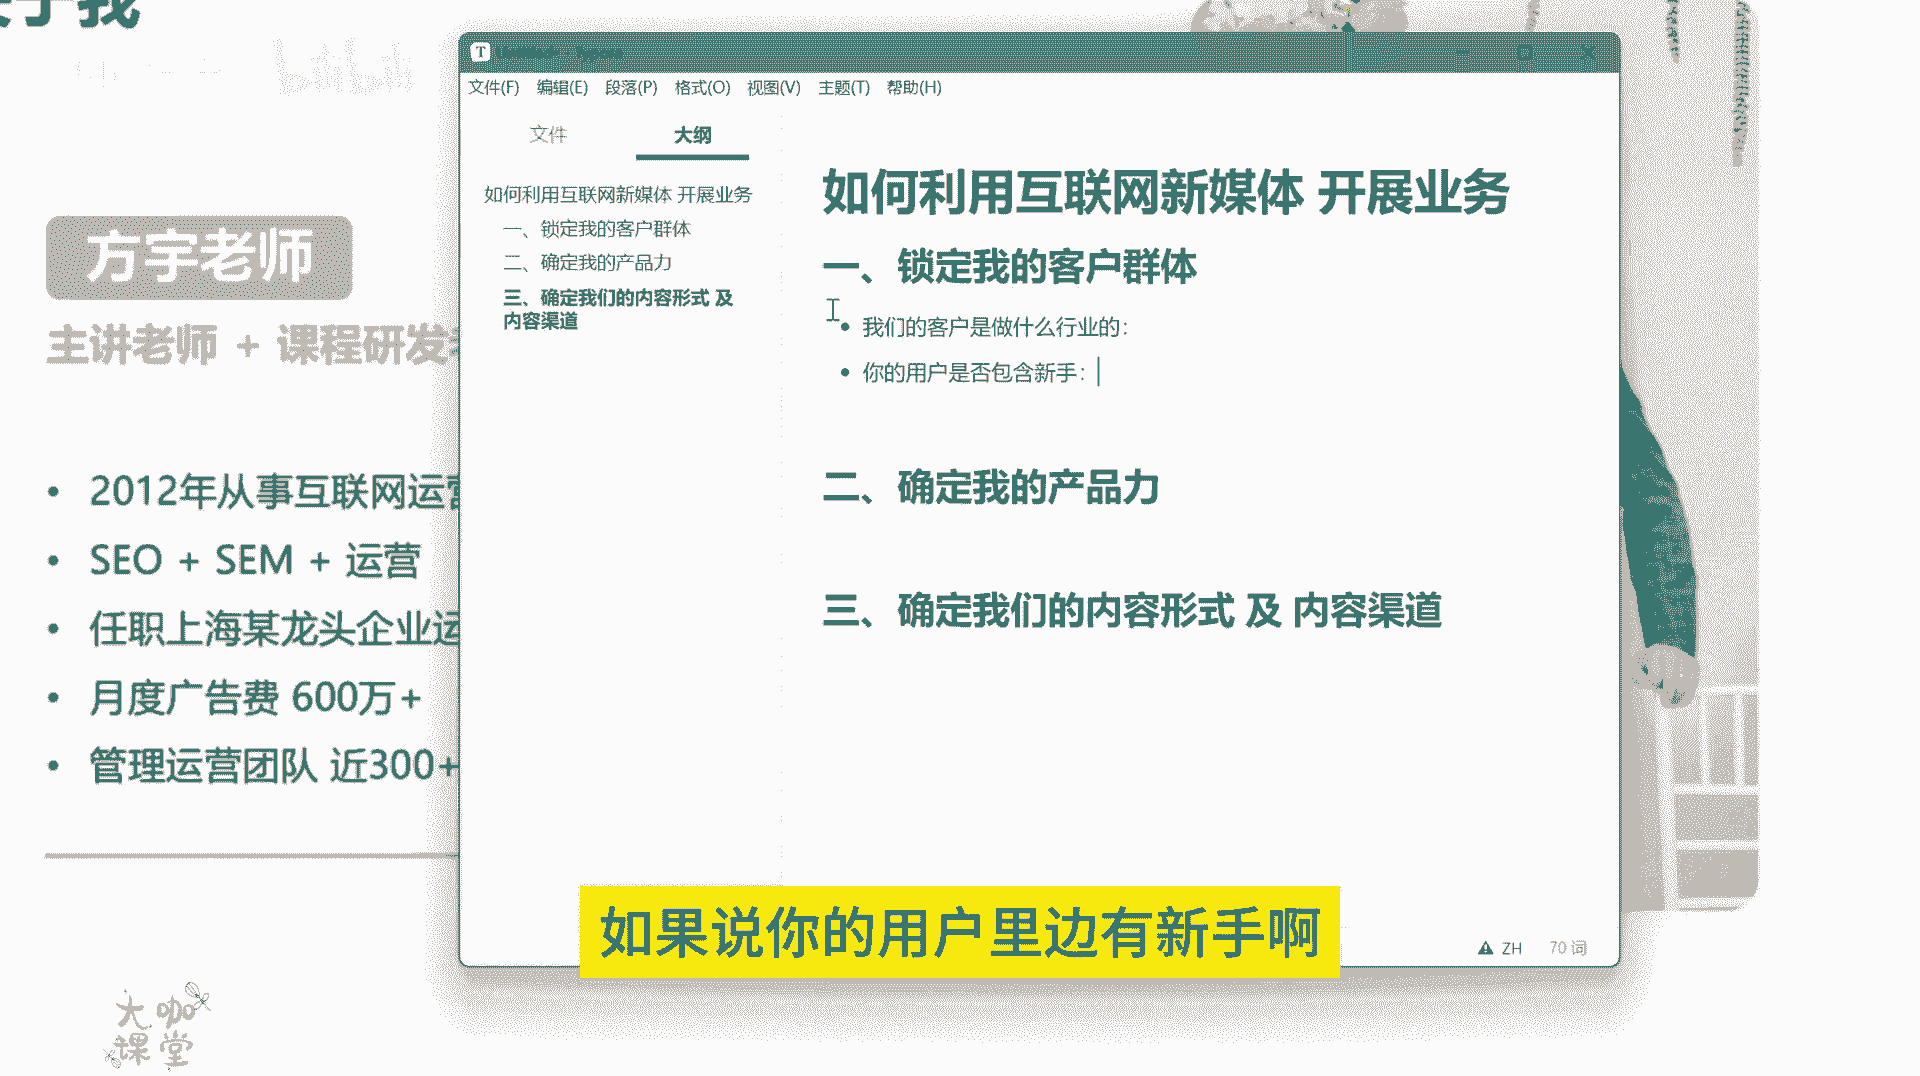 于我
bilibili
方宇老师
主讲老师 + 课程研发
2012年从事互联网运营
SEO + SEM + 运营
任职上海某龙头企业运
月度广告费 600万+
管理运营团队 近300+
大咖
课堂
T
文件(F) 编辑(E) 段落(P) 格式(O) 视图(V) 主题(T) 帮助(H)
文件 大纲
如何利用互联网新媒体 开展业务
一、锁定我的客户群体
二、确定我的产品力
三、确定我们的内容形式 及
内容渠道
如何利用互联网新媒体 开展业务
一、锁定我的客户群体
我们的客户是做什么行业的：
你的用户是否包含新手：
二、确定我的产品力
三、确定我们的内容形式 及 内容渠道
ZH 70 词
如果说你的用户里边有新手啊